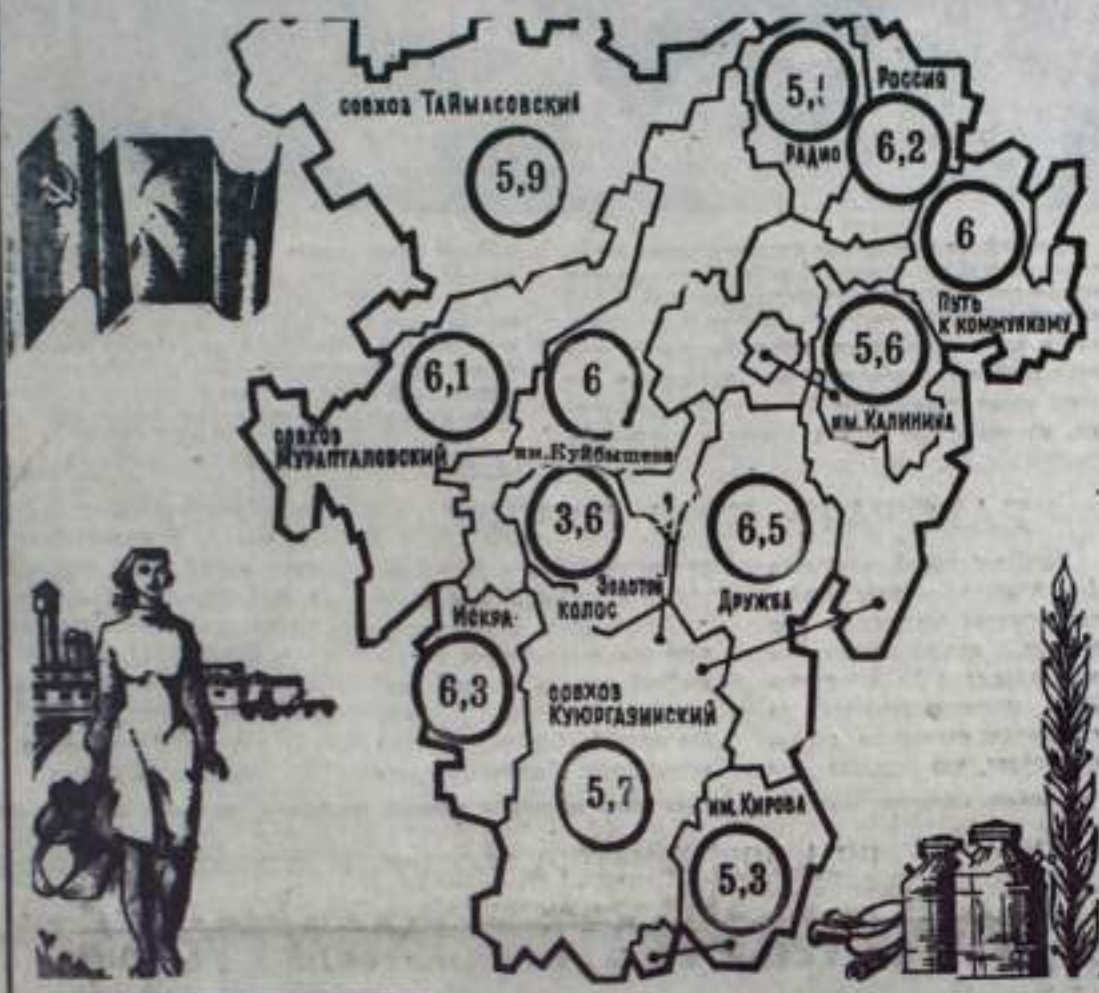 совхоз ТАЙМАСОВСКИЙ
5,9
РАДИО
РОССИЯ
6,2
6
ПУТЬ
К КОММУНИЗМУ
5,6
им. КАЛИНИНА
6,1
совхоз
МУРАПТАЛОВСКИЙ
6
им. Куйбышева
3,6
ЗОЛОТОЙ
КОЛОС
6,5
ДРУЖБА
ИСКРА
6,3
совхоз
КУЮРГАЗИНСКИЙ
5,7
им. КИРОВА
5,3